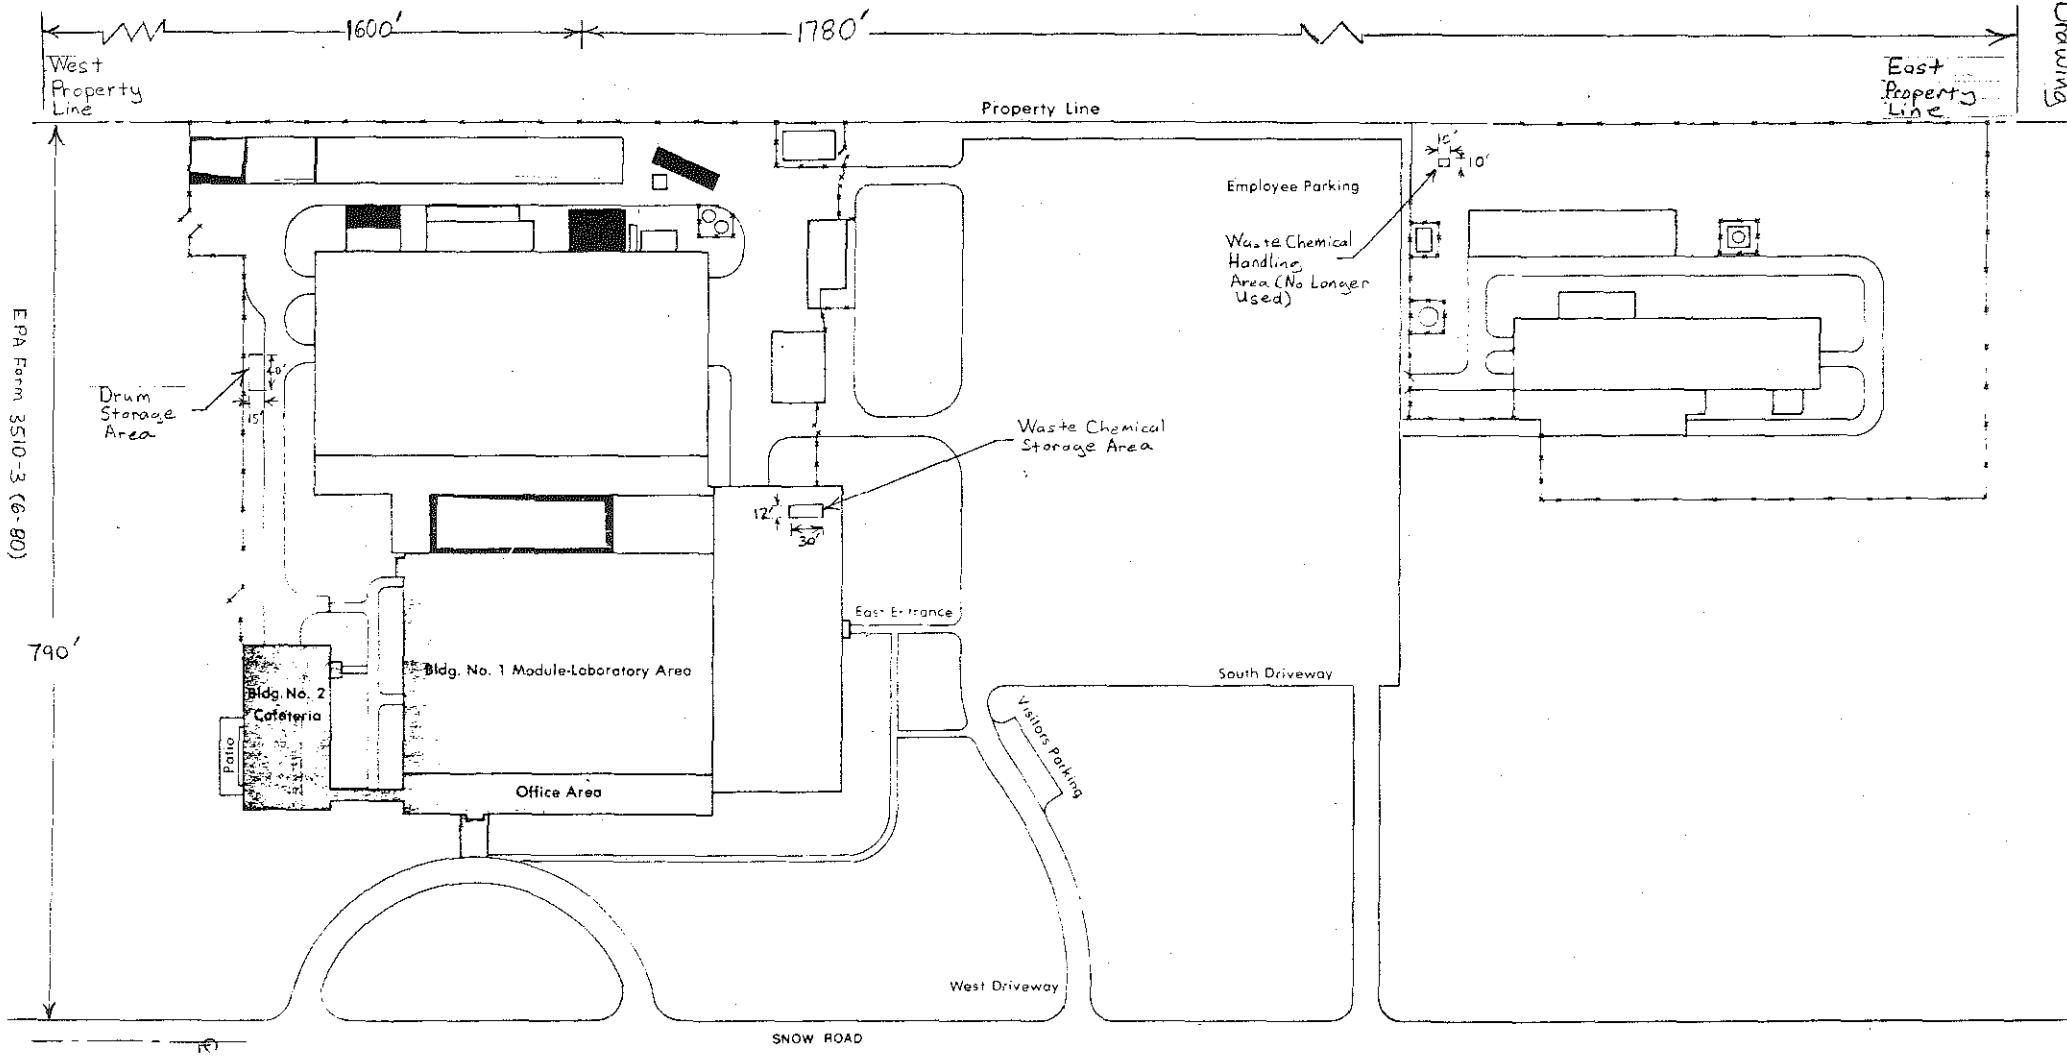 1600'
1780'
Drawing
West
Property
Line
East
Property
Line
Property Line
10'
10'
Employee Parking
Waste Chemical
Handling
Area (No Longer
Used)
EPA Form 3510-3 (6-80)
Drum
Storage
Area
15'
Waste Chemical
Storage Area
12'
30'
790'
East Entrance
Bldg. No. 1 Module-Laboratory Area
South Driveway
Bldg. No. 2
Cafeteria
Patio
Visitors Parking
Office Area
West Driveway
SNOW ROAD